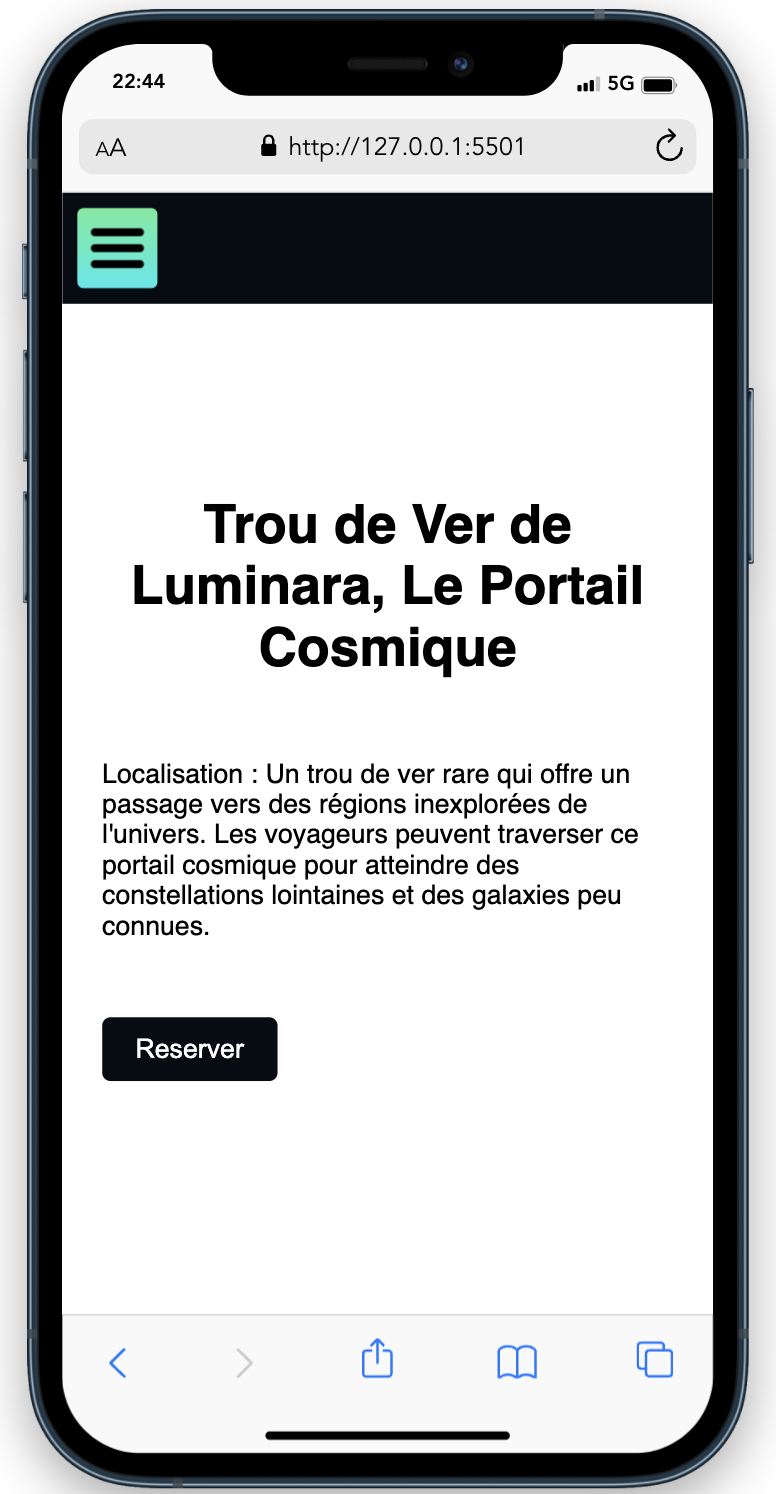 22:44
5G
AA
http://127.0.0.1:5501
Trou de Ver de
Luminara, Le Portail
Cosmique
Localisation : Un trou de ver rare qui offre un
passage vers des régions inexplorées de
l'univers. Les voyageurs peuvent traverser ce
portail cosmique pour atteindre des
constellations lointaines et des galaxies peu
connues.
Reserver